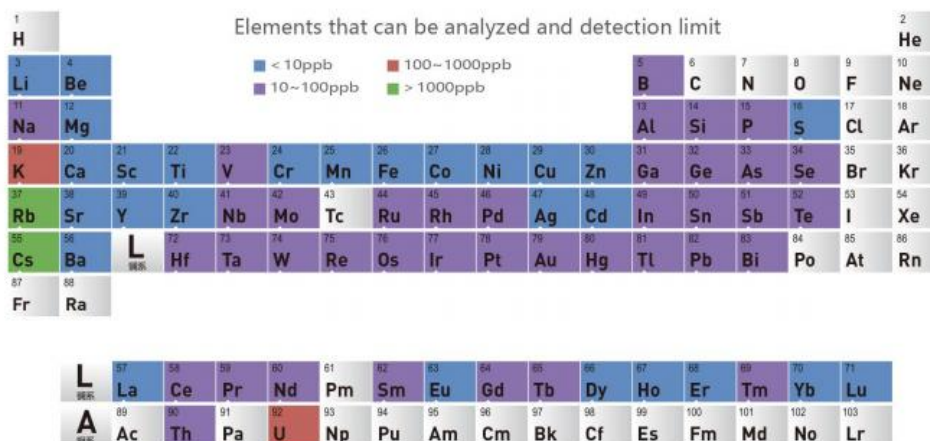 Elements that can be analyzed and detection limit
< 10ppb 100~1000ppb
10~100ppb > 1000ppb
1 2
H He
3 4 5 6 7 8 9 10
Li Be B C N O F Ne
11 12 13 14 15 16 17 18
Na Mg Al Si P S Cl Ar
19 20 21 22 23 24 25 26 27 28 29 30 31 32 33 34 35 36
K Ca Sc Ti V Cr Mn Fe Co Ni Cu Zn Ga Ge As Se Br Kr
37 38 39 40 41 42 43 44 45 46 47 48 49 50 51 52 53 54
Rb Sr Y Zr Nb Mo Tc Ru Rh Pd Ag Cd In Sn Sb Te I Xe
55 56 72 73 74 75 76 77 78 79 80 81 82 83 84 85 86
Cs Ba L Hf Ta W Re Os Ir Pt Au Hg Tl Pb Bi Po At Rn
87 88
Fr Ra
57 58 59 60 61 62 63 64 65 66 67 68 69 70 71
L La Ce Pr Nd Pm Sm Eu Gd Tb Dy Ho Er Tm Yb Lu
89 90 91 92 93 94 95 96 97 98 99 100 101 102 103
A Ac Th Pa U Np Pu Am Cm Bk Cf Es Fm Md No Lr